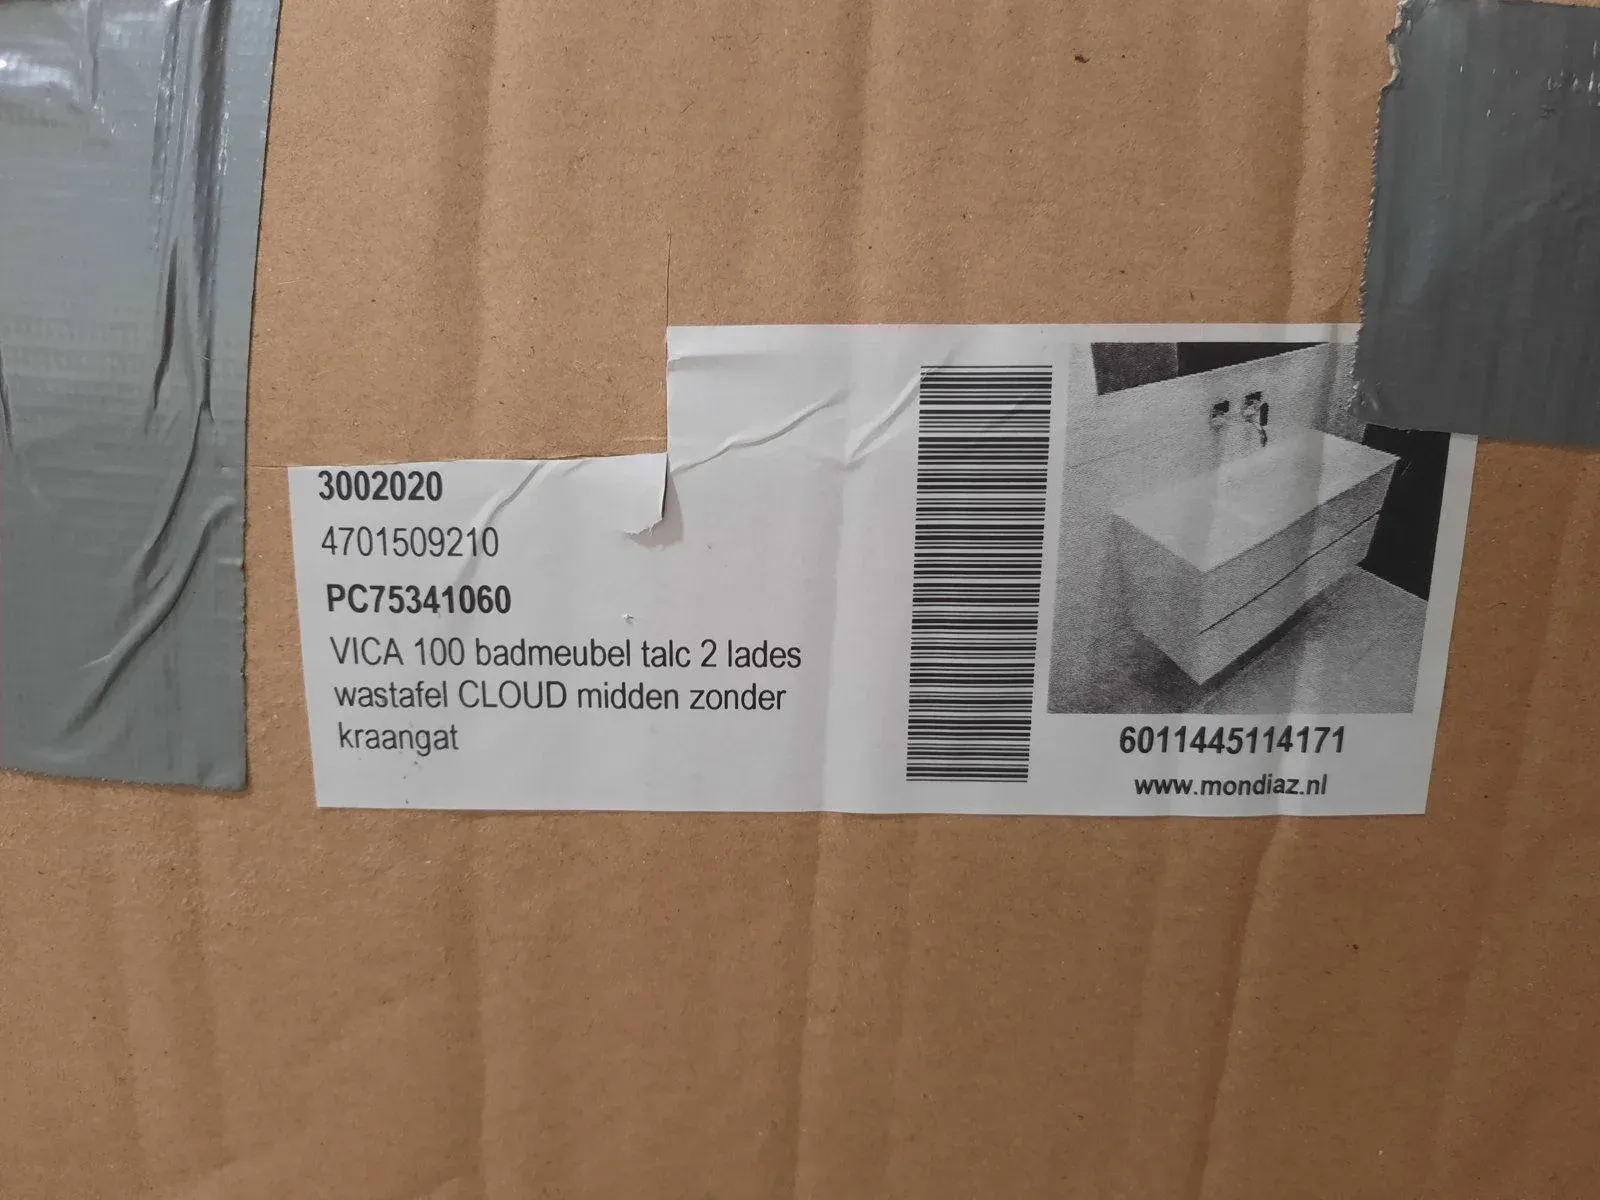 3002020
4701509210
PC75341060
VICA 100 badmeubel talc 2 lades
wastafel CLOUD midden zonder
kraangat
6011445114171
www.mondiaz.nl